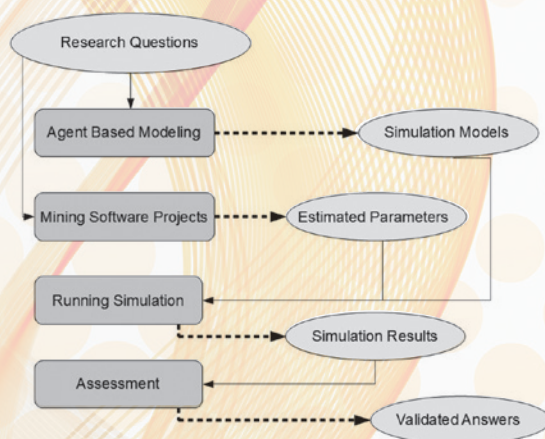 Research Questions
Agent Based Modeling
Simulation Models
Mining Software Projects
Estimated Parameters
Running Simulation
Simulation Results
Assessment
Validated Answers